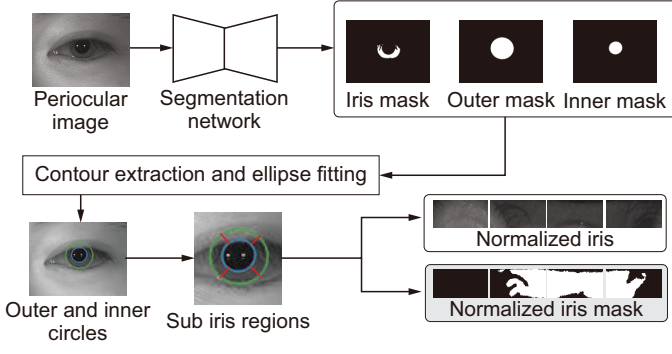 Periocular
image
Segmentation
network
Iris mask
Outer mask
Inner mask
Contour extraction and ellipse fitting
Outer and inner
circles
Sub iris regions
Normalized iris
Normalized iris mask